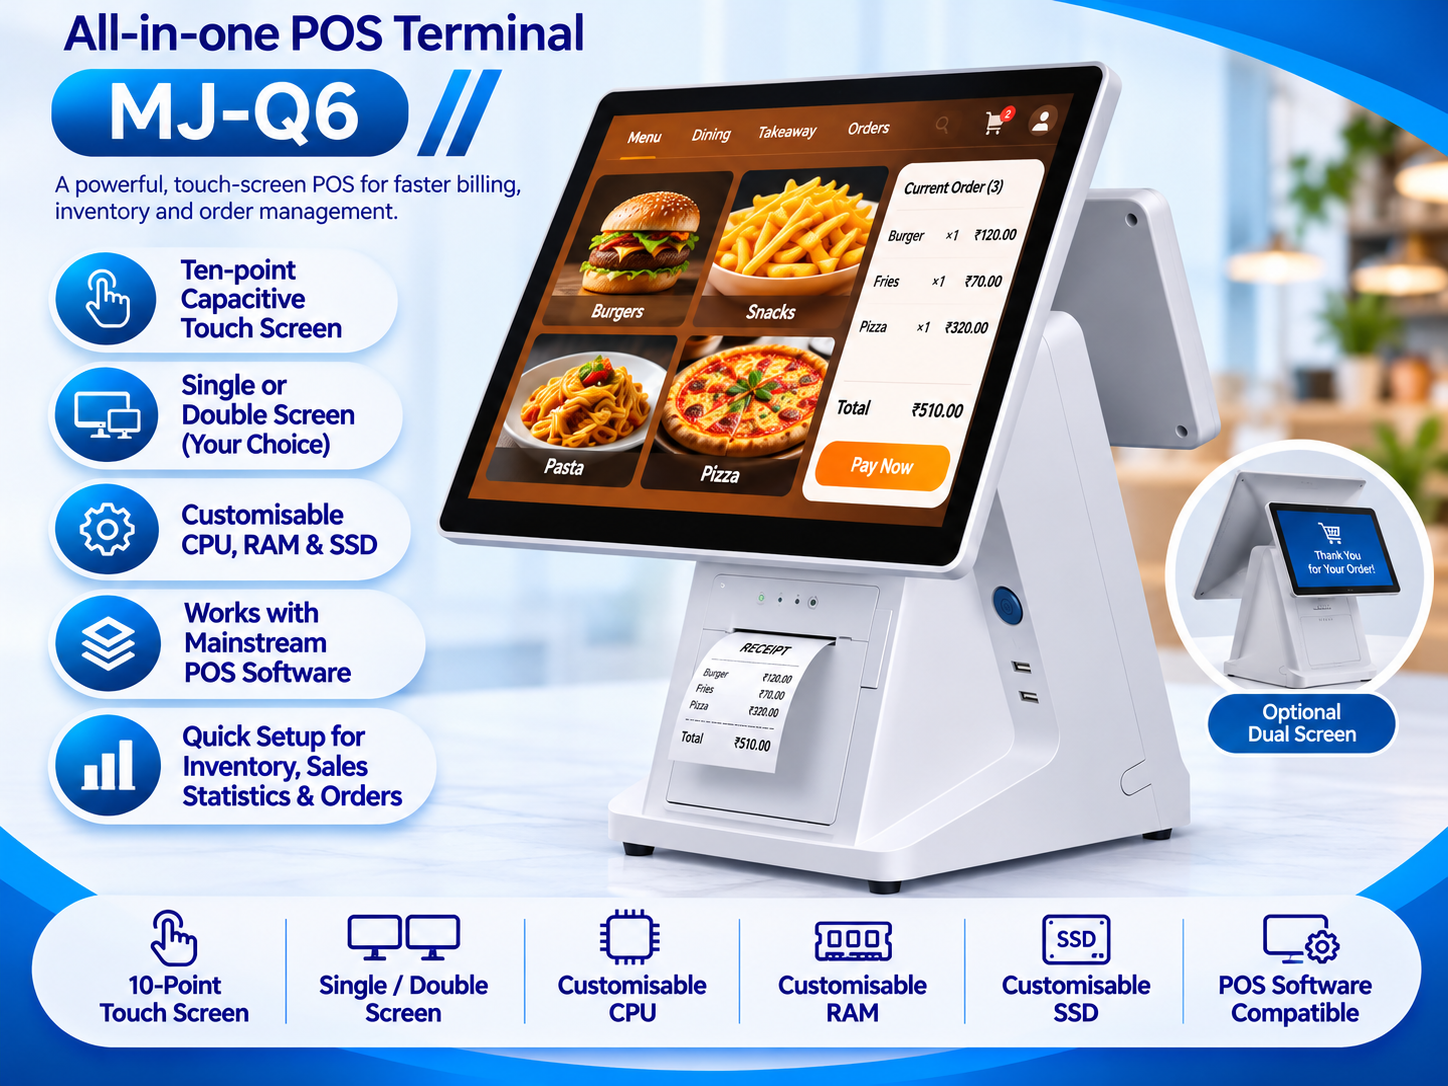 All-in-one POS Terminal
MJ-Q6
A powerful, touch-screen POS for faster billing,
inventory and order management.
Ten-point
Capacitive
Touch Screen
Single or
Double Screen
(Your Choice)
Customisable
CPU, RAM & SSD
Works with
Mainstream
POS Software
Quick Setup for
Inventory, Sales
Statistics & Orders
Menu Dining Takeaway Orders 2
Burgers
Snacks
Pasta
Pizza
Current Order (3)
Burger ×1 ₹120.00
Fries ×1 ₹70.00
Pizza ×1 ₹320.00
Total ₹510.00
Pay Now
RECEIPT
Burger ₹120.00
Fries ₹70.00
Pizza ₹320.00
Total ₹510.00
Thank You
for Your Order!
Optional
Dual Screen
10-Point
Touch Screen
Single / Double
Screen
Customisable
CPU
Customisable
RAM
SSD
Customisable
SSD
POS Software
Compatible